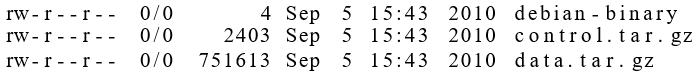 rw-r--r-- 0/0 4 Sep 5 15:43 2010 debian-binary
rw-r--r-- 0/0 2403 Sep 5 15:43 2010 control.tar.gz
rw-r--r-- 0/0 751613 Sep 5 15:43 2010 data.tar.gz